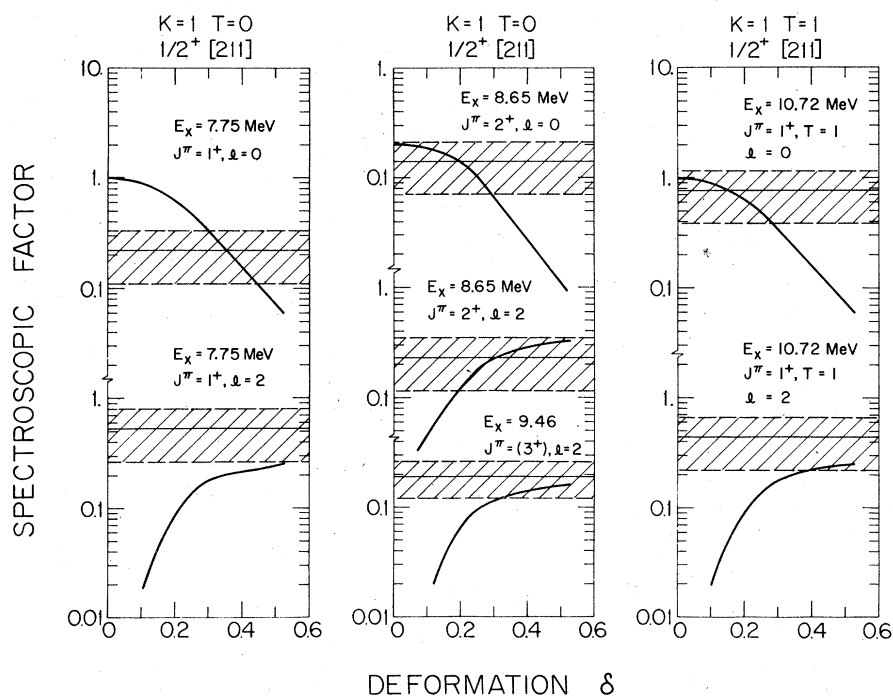 K=1 T=0
1/2⁺ [211]
K=1 T=0
1/2⁺ [211]
K=1 T=1
1/2⁺ [211]
SPECTROSCOPIC FACTOR
10.
1.
0.1
1.
0.1
0.01
0 0.2 0.4 0.6
E_x = 7.75 MeV
J^π = 1⁺, ℓ = 0
E_x = 7.75 MeV
J^π = 1⁺, ℓ = 2
1.
0.1
1.
0.1
0.1
0.01
0 0.2 0.4 0.6
E_x = 8.65 MeV
J^π = 2⁺, ℓ = 0
E_x = 8.65 MeV
J^π = 2⁺, ℓ = 2
E_x = 9.46
J^π = (3⁺), ℓ = 2
10.
1.
0.1
1.
0.1
0.01
0 0.2 0.4 0.6
E_x = 10.72 MeV
J^π = 1⁺, T = 1
ℓ = 0
E_x = 10.72 MeV
J^π = 1⁺, T = 1
ℓ = 2
DEFORMATION δ